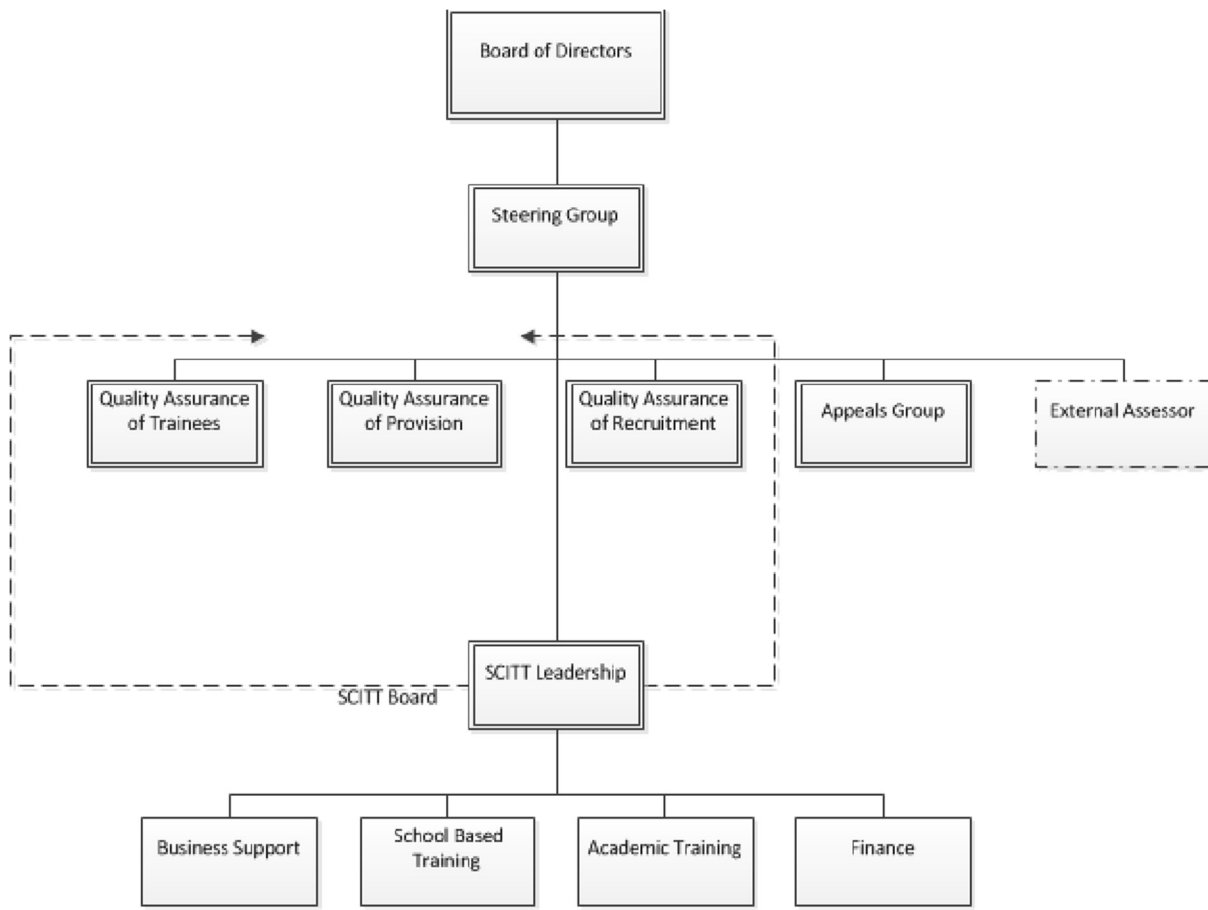 Board of Directors
Steering Group
Quality Assurance
of Trainees
Quality Assurance
of Provision
Quality Assurance
of Recruitment
Appeals Group
External Assessor
SCITT Leadership
SCITT Board
Business Support
School Based
Training
Academic Training
Finance